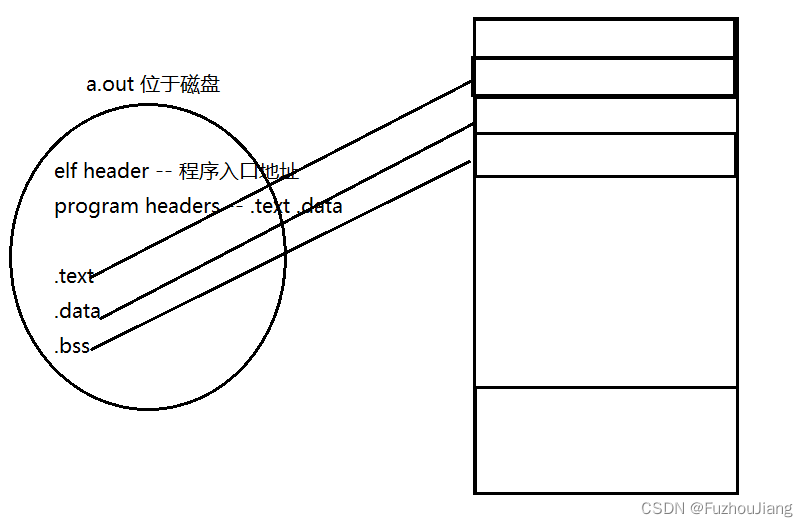 a.out 位于磁盘
elf header -- 程序入口地址
program headers -- .text .data
.text
.data
.bss
CSDN @FuzhouJiang